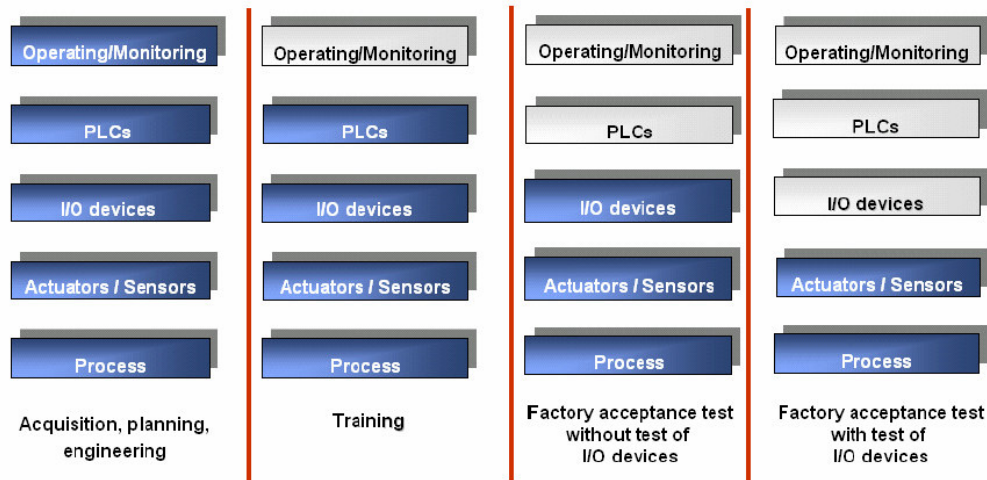 Operating/Monitoring
PLCs
I/O devices
Actuators / Sensors
Process
Acquisition, planning,
engineering
Operating/Monitoring
PLCs
I/O devices
Actuators / Sensors
Process
Training
Operating/Monitoring
PLCs
I/O devices
Actuators / Sensors
Process
Factory acceptance test
without test of
I/O devices
Operating/Monitoring
PLCs
I/O devices
Actuators / Sensors
Process
Factory acceptance test
with test of
I/O devices